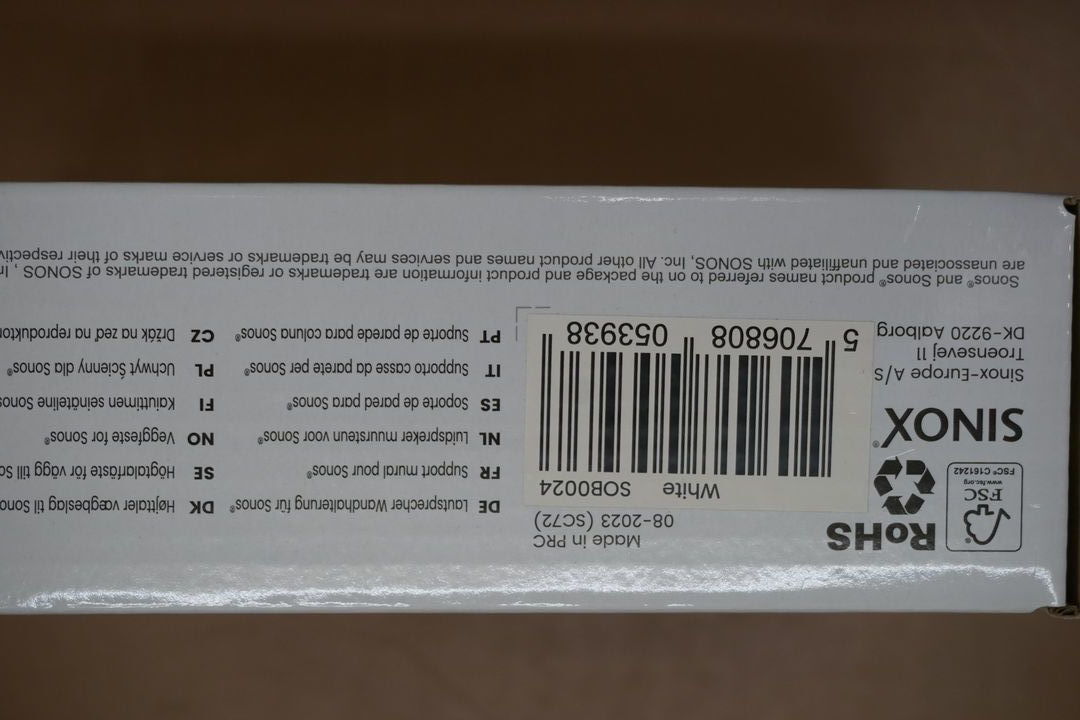 FSC
www.fsc.org
FSC® C161242
RoHS
SINOX®
Sinox-Europe A/S
Troensevej 11
DK-9220 Aalborg
Made in PRC
08-2023 (SC72)
White SOB0024
5 706808 053938
DE Lautsprecher Wandhalterung für Sonos®
FR Support mural pour Sonos®
NL Luidspreker muursteun voor Sonos®
ES Soporte de pared para Sonos®
IT Supporto casse da parete per Sonos®
PT Suporte de parede para coluna Sonos®
DK Højttaler vægbeslag til Sono
SE Högtalarfäste för vägg till So
NO Veggfeste for Sonos®
FI Kaiuttimen seinäteline Sonos
PL Uchwyt Ścienny dla Sonos®
CZ Držák na zeď na reproduktor
Sonos® and Sonos® product names referred to on the package and product information are trademarks or registered trademarks of SONOS, In
are unassociated and unaffiliated with SONOS, Inc. All other product names and services may be trademarks or service marks of their respectiv